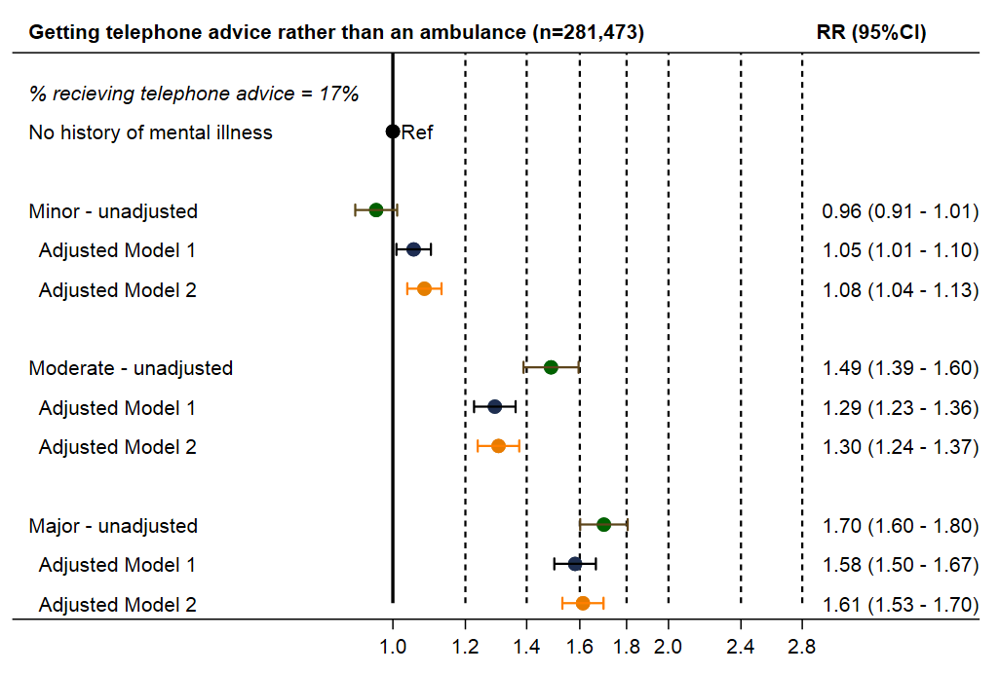 Getting telephone advice rather than an ambulance (n=281,473) RR (95%CI)
% recieving telephone advice = 17%
No history of mental illness Ref
Minor - unadjusted 0.96 (0.91 - 1.01)
Adjusted Model 1 1.05 (1.01 - 1.10)
Adjusted Model 2 1.08 (1.04 - 1.13)
Moderate - unadjusted 1.49 (1.39 - 1.60)
Adjusted Model 1 1.29 (1.23 - 1.36)
Adjusted Model 2 1.30 (1.24 - 1.37)
Major - unadjusted 1.70 (1.60 - 1.80)
Adjusted Model 1 1.58 (1.50 - 1.67)
Adjusted Model 2 1.61 (1.53 - 1.70)
1.0 1.2 1.4 1.6 1.8 2.0 2.4 2.8